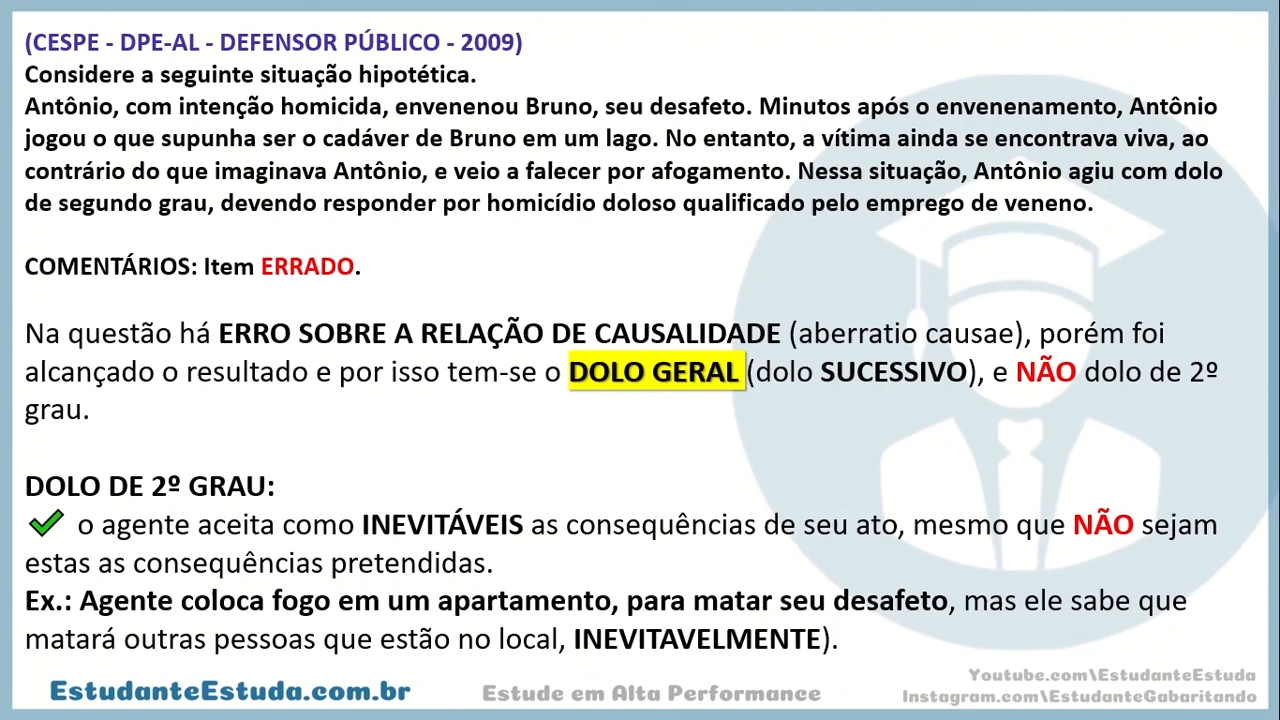 (CESPE - DPE-AL - DEFENSOR PÚBLICO - 2009)
Considere a seguinte situação hipotética.
Antônio, com intenção homicida, envenenou Bruno, seu desafeto. Minutos após o envenenamento, Antônio
jogou o que supunha ser o cadáver de Bruno em um lago. No entanto, a vítima ainda se encontrava viva, ao
contrário do que imaginava Antônio, e veio a falecer por afogamento. Nessa situação, Antônio agiu com dolo
de segundo grau, devendo responder por homicídio doloso qualificado pelo emprego de veneno.
COMENTÁRIOS: Item ERRADO.
Na questão há ERRO SOBRE A RELAÇÃO DE CAUSALIDADE (aberratio causae), porém foi
alcançado o resultado e por isso tem-se o DOLO GERAL (dolo SUCESSIVO), e NÃO dolo de 2º
grau.
DOLO DE 2º GRAU:
o agente aceita como INEVITÁVEIS as consequências de seu ato, mesmo que NÃO sejam
estas as consequências pretendidas.
Ex.: Agente coloca fogo em um apartamento, para matar seu desafeto, mas ele sabe que
matará outras pessoas que estão no local, INEVITAVELMENTE).
EstudanteEstuda.com.br
Estude em Alta Performance
Youtube.com\EstudanteEstuda
Instagram.com\EstudanteGabaritando